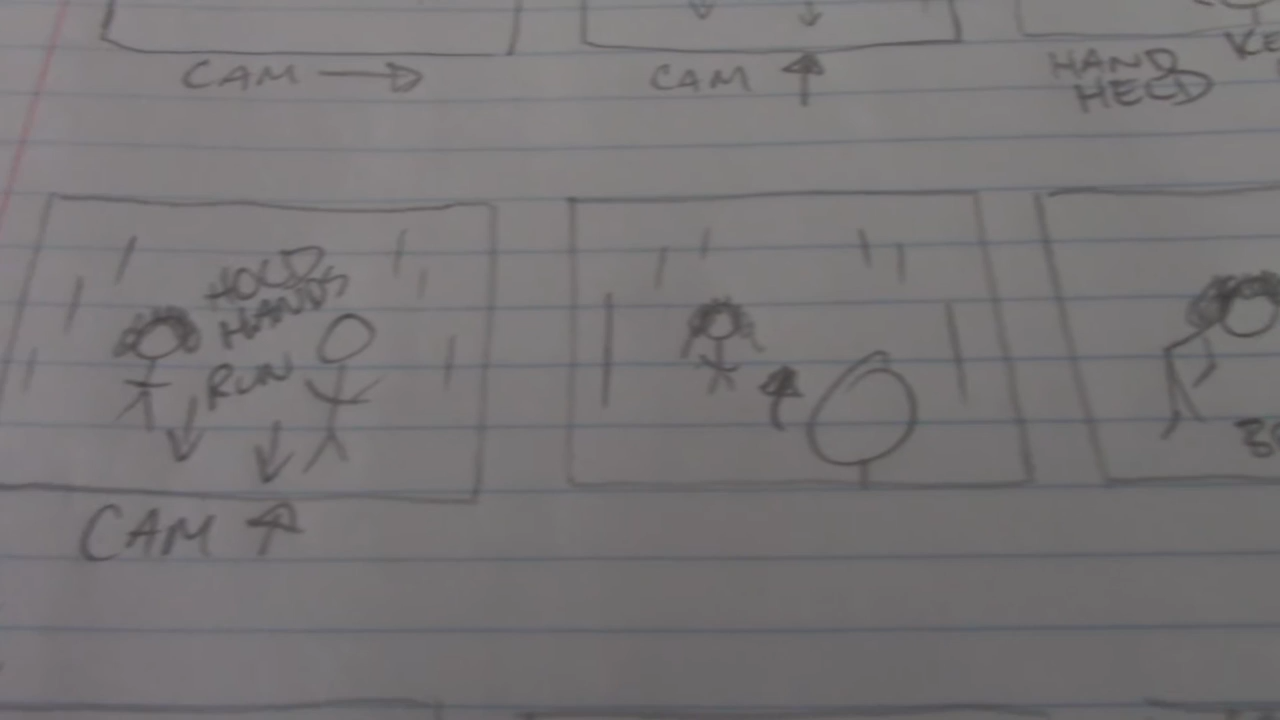 CAM →
CAM ↑
HAND
HELD
HOLD
HANDS
RUN
CAM ↑